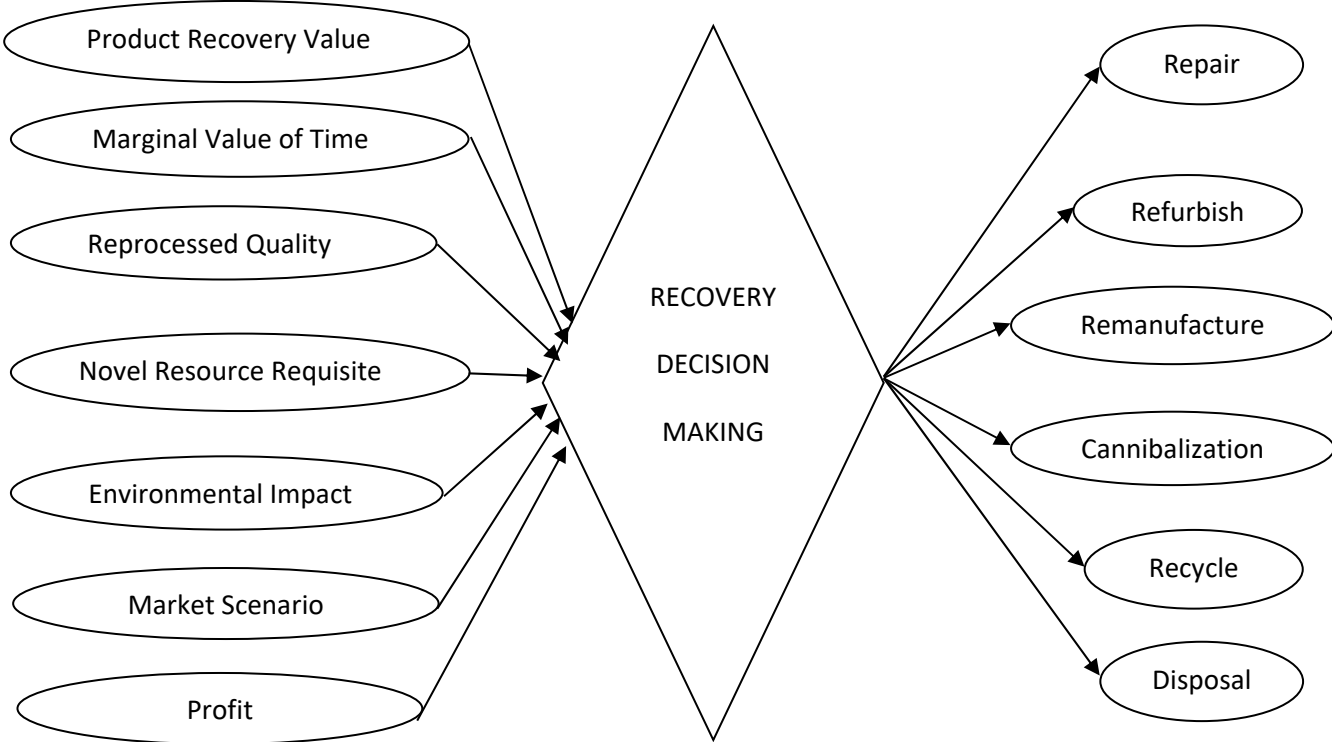 Product Recovery Value
Marginal Value of Time
Reprocessed Quality
Novel Resource Requisite
Environmental Impact
Market Scenario
Profit
RECOVERY
DECISION
MAKING
Repair
Refurbish
Remanufacture
Cannibalization
Recycle
Disposal